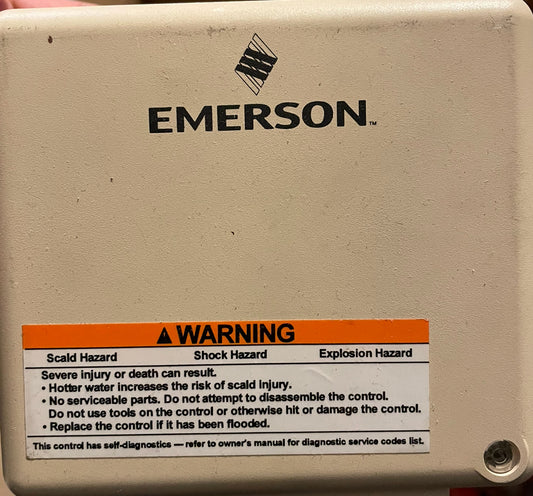 EMERSON™
⚠ WARNING
Scald Hazard Shock Hazard Explosion Hazard
Severe injury or death can result.
• Hotter water increases the risk of scald injury.
• No serviceable parts. Do not attempt to disassemble the control.
Do not use tools on the control or otherwise hit or damage the control.
• Replace the control if it has been flooded.
This control has self-diagnostics — refer to owner's manual for diagnostic service codes list.